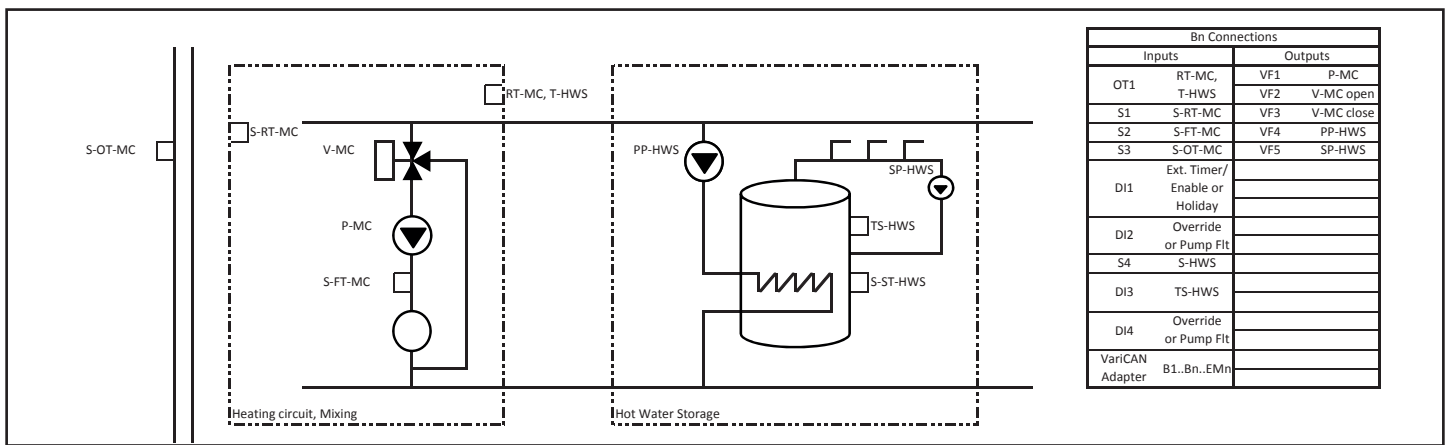 S-OT-MC
S-RT-MC
RT-MC, T-HWS
V-MC
P-MC
S-FT-MC
Heating circuit, Mixing
PP-HWS
SP-HWS
TS-HWS
S-ST-HWS
Hot Water Storage
Bn Connections
Inputs Outputs
OT1 RT-MC, T-HWS VF1 P-MC
VF2 V-MC open
S1 S-RT-MC VF3 V-MC close
S2 S-FT-MC VF4 PP-HWS
S3 S-OT-MC VF5 SP-HWS
DI1 Ext. Timer/
Enable or
Holiday
DI2 Override
or Pump Flt
S4 S-HWS
DI3 TS-HWS
DI4 Override
or Pump Flt
VariCAN
Adapter B1..Bn..EMn